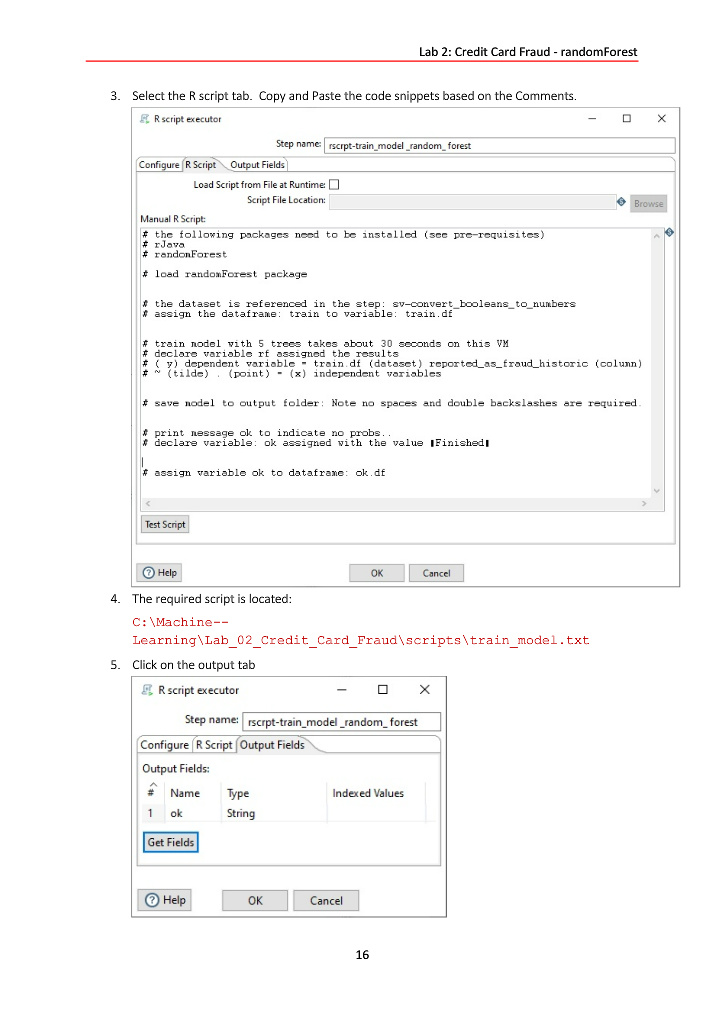 Lab 2: Credit Card Fraud - randomForest
3. Select the R script tab. Copy and Paste the code snippets based on the Comments.
R script executor
Step name: rscrpt-train_model _random_ forest
Configure R Script Output Fields
Load Script from File at Runtime:
Script File Location: Browse
Manual R Script:
# the following packages need to be installed (see pre-requisites)
# rJava
# randomForest
# load randomForest package
# the dataset is referenced in the step: sv-convert_booleans_to_numbers
# assign the dataframe: train to variable: train.df
# train model with 5 trees takes about 30 seconds on this VM
# declare variable rf assigned the results
# ( y) dependent variable = train.df (dataset) reported_as_fraud_historic (column)
# ~ (tilde) . (point) = (x) independent variables
# save model to output folder: Note no spaces and double backslashes are required.
# print message ok to indicate no probs..
# declare variable: ok assigned with the value ▮Finished▮
# assign variable ok to dataframe: ok.df
Test Script
Help OK Cancel
4. The required script is located:
C:\Machine--
Learning\Lab_02_Credit_Card_Fraud\scripts\train_model.txt
5. Click on the output tab
R script executor
Step name: rscrpt-train_model _random_ forest
Configure R Script Output Fields
Output Fields:
# Name Type Indexed Values
1 ok String
Get Fields
Help OK Cancel
16